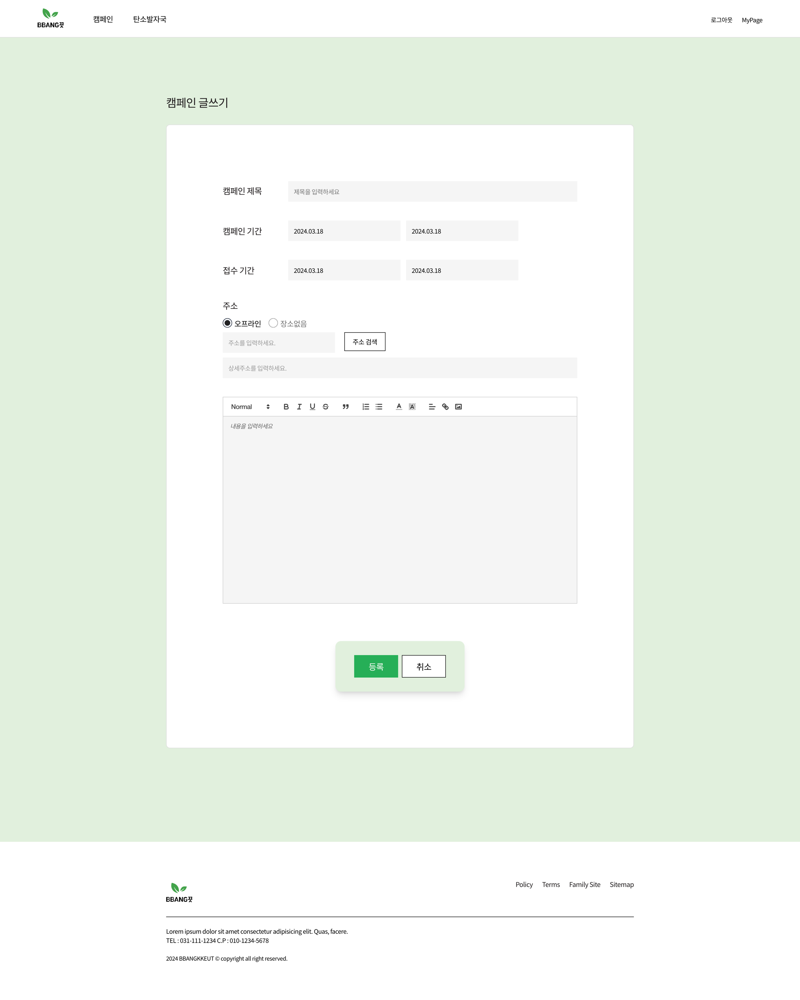 BBANG끗
캠페인 탄소발자국
로그아웃 MyPage
캠페인 글쓰기
캠페인 제목 제목을 입력하세요
캠페인 기간 2024.03.18 2024.03.18
접수 기간 2024.03.18 2024.03.18
주소
오프라인 장소없음
주소를 입력하세요. 주소 검색
상세주소를 입력하세요.
Normal
내용을 입력하세요
등록 취소
BBANG끗
Policy Terms Family Site Sitemap
Lorem ipsum dolor sit amet consectetur adipisicing elit. Quas, facere.
TEL : 031-111-1234 C.P : 010-1234-5678
2024 BBANGKKEUT © copyright all right reserved.